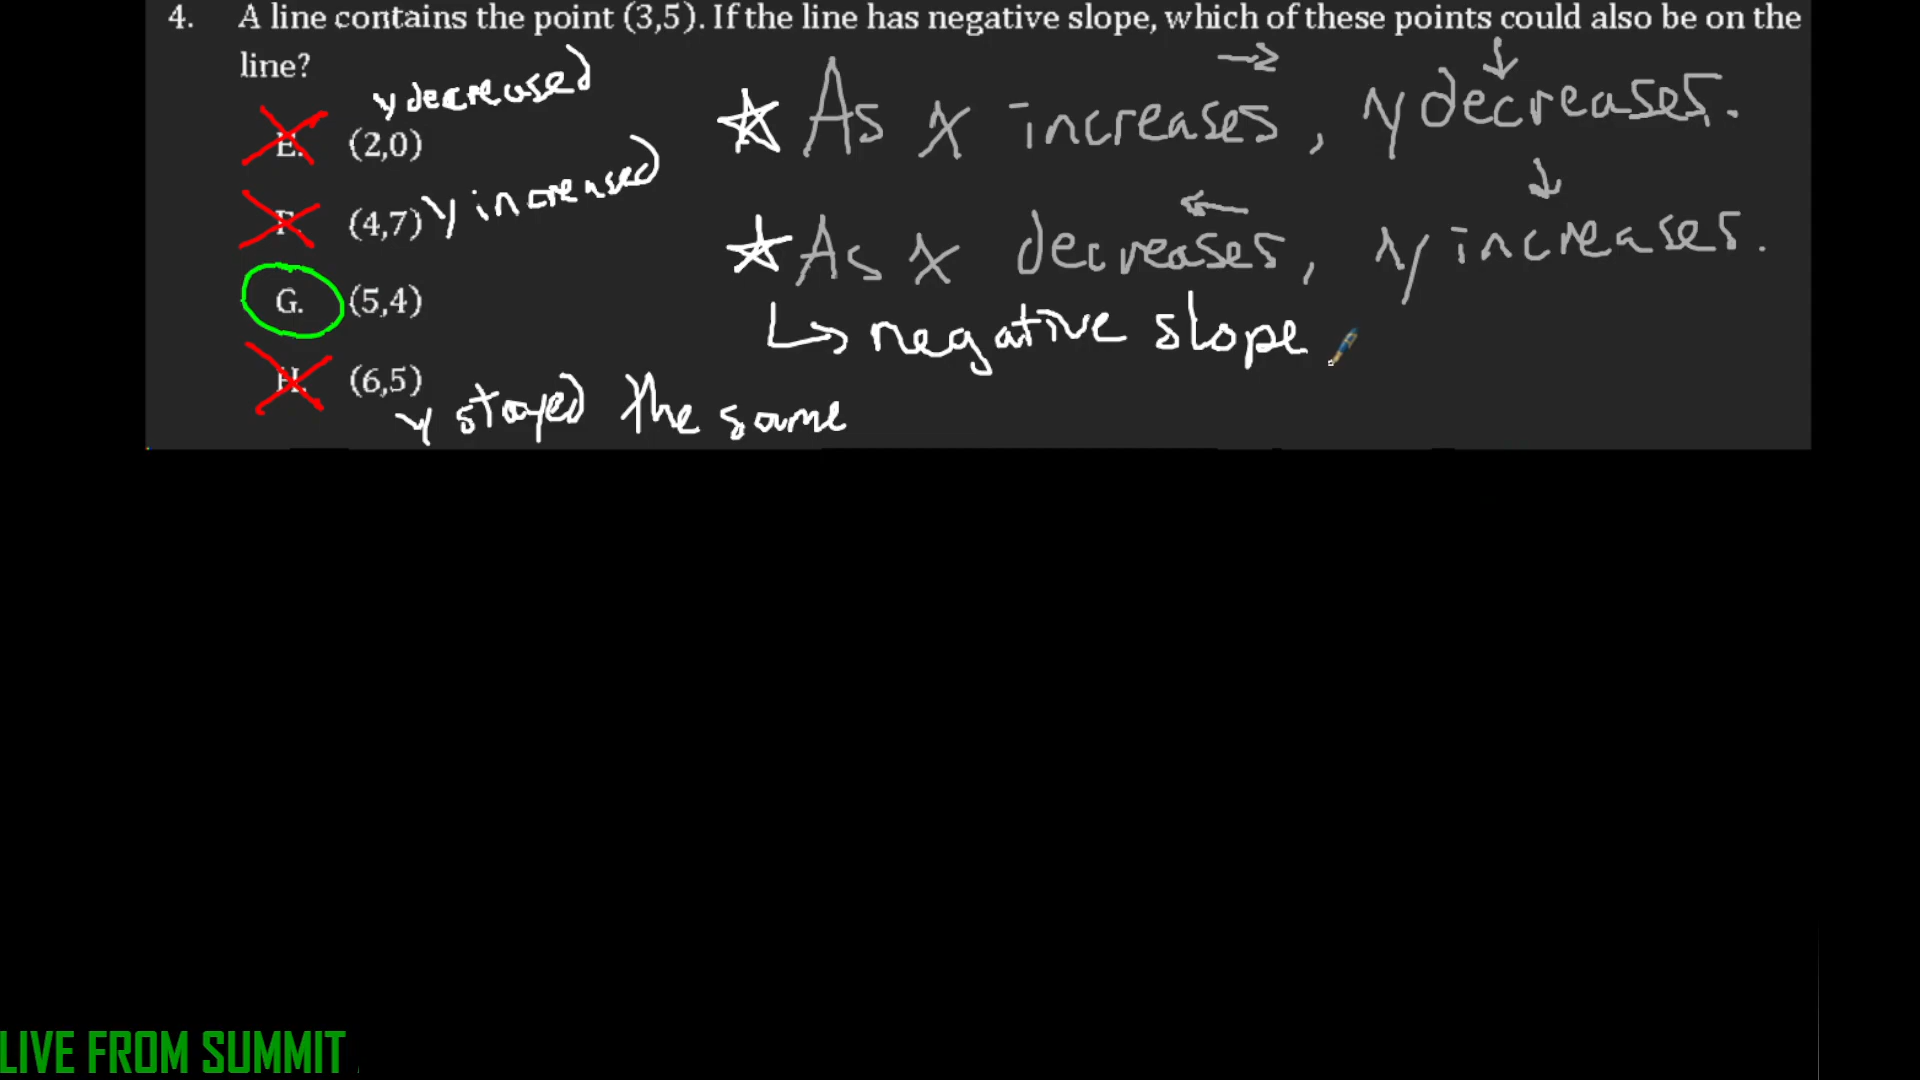 4. A line contains the point (3,5). If the line has negative slope, which of these points could also be on the
line?
y decreased
E. (2,0)
As x increases, y decreases.
F. (4,7) y increased
As x decreases, y increases.
G. (5,4)
negative slope
H. (6,5)
y stayed the same
LIVE FROM SUMMIT